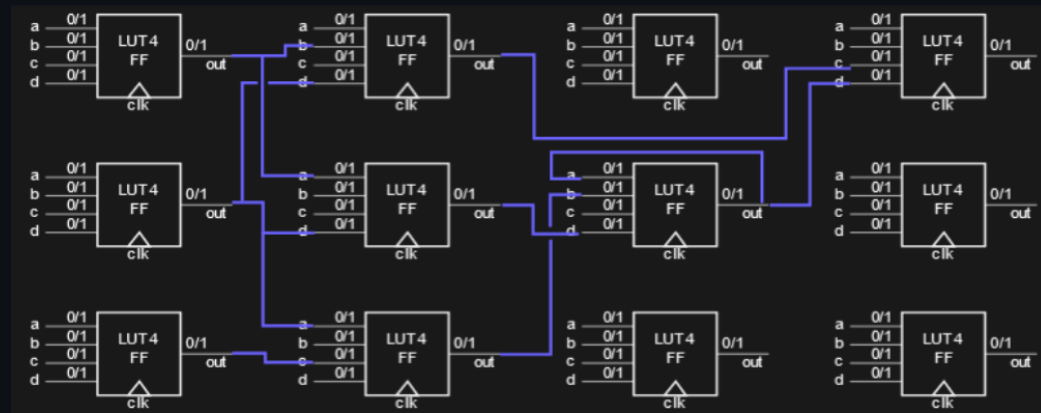 a 0/1 LUT4 0/1 a 0/1 LUT4 0/1 a 0/1 LUT4 0/1 a 0/1 LUT4 0/1
b 0/1 FF out b 0/1 FF out b 0/1 FF out b 0/1 FF out
c 0/1 c 0/1 c 0/1 c 0/1
d 0/1 d 0/1 d 0/1 d 0/1
clk clk clk clk
a 0/1 LUT4 0/1 a 0/1 LUT4 0/1 a 0/1 LUT4 0/1 a 0/1 LUT4 0/1
b 0/1 FF out b 0/1 FF out b 0/1 FF out b 0/1 FF out
c 0/1 c 0/1 c 0/1 c 0/1
d 0/1 d 0/1 d 0/1 d 0/1
clk clk clk clk
a 0/1 LUT4 0/1 a 0/1 LUT4 0/1 a 0/1 LUT4 0/1 a 0/1 LUT4 0/1
b 0/1 FF out b 0/1 FF out b 0/1 FF out b 0/1 FF out
c 0/1 c 0/1 c 0/1 c 0/1
d 0/1 d 0/1 d 0/1 d 0/1
clk clk clk clk